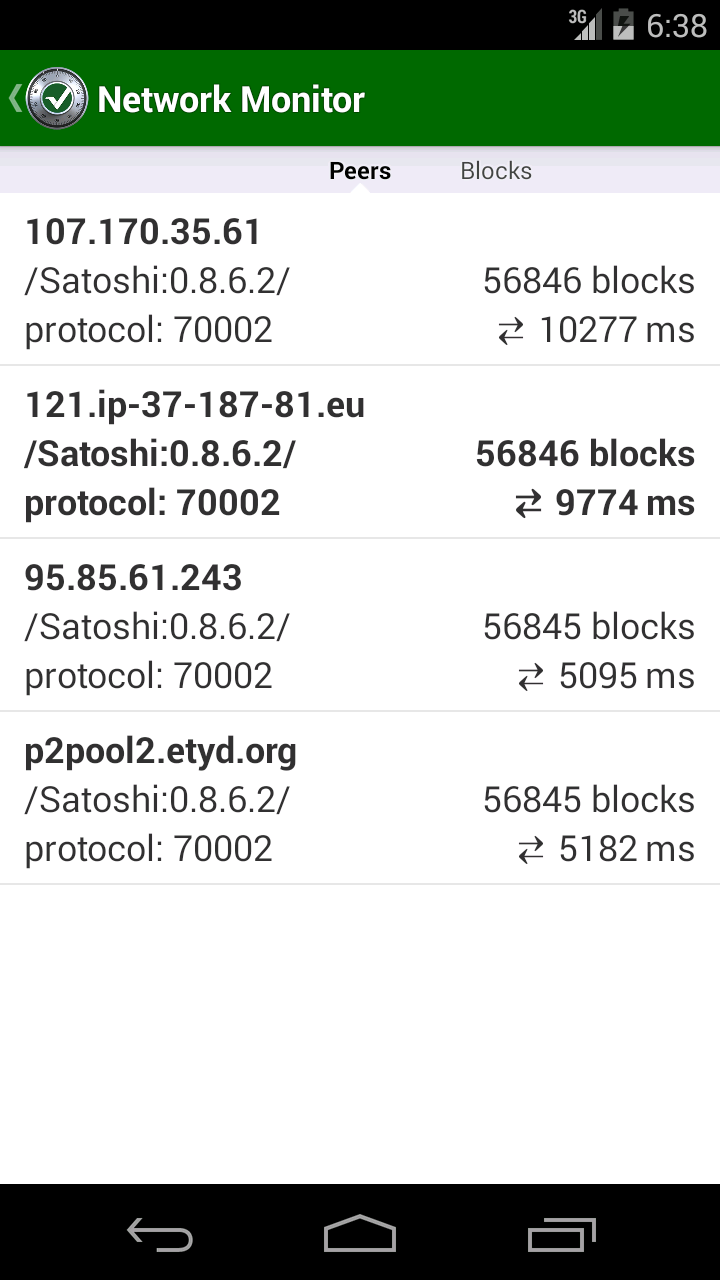 3G 6:38
Network Monitor
Peers Blocks
107.170.35.61
/Satoshi:0.8.6.2/ 56846 blocks
protocol: 70002 ⇄ 10277 ms
121.ip-37-187-81.eu
/Satoshi:0.8.6.2/ 56846 blocks
protocol: 70002 ⇄ 9774 ms
95.85.61.243
/Satoshi:0.8.6.2/ 56845 blocks
protocol: 70002 ⇄ 5095 ms
p2pool2.etyd.org
/Satoshi:0.8.6.2/ 56845 blocks
protocol: 70002 ⇄ 5182 ms